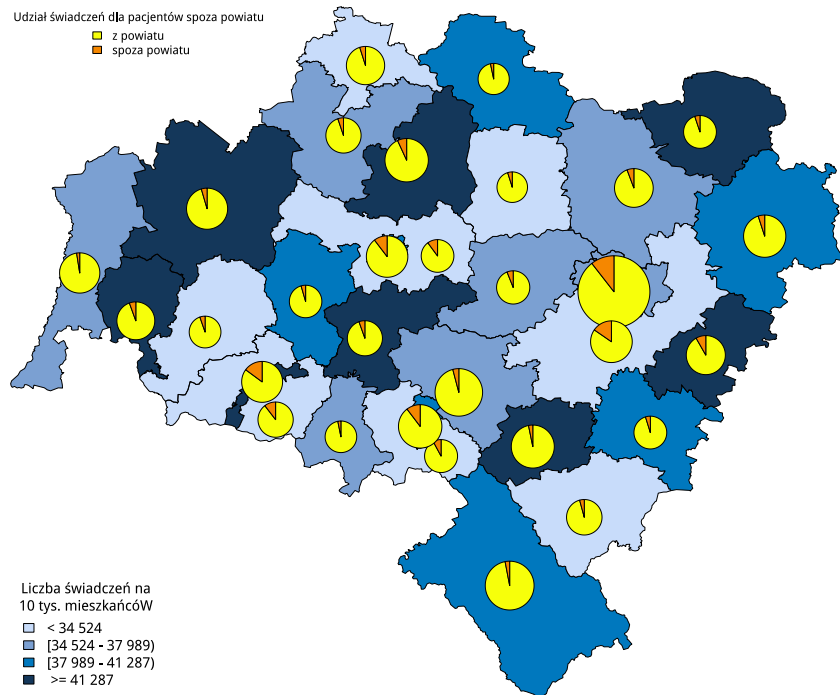 Udział świadczeń dla pacjentów spoza powiatu
z powiatu
spoza powiatu
Liczba świadczeń na
10 tys. mieszkańcóW
< 34 524
[34 524 - 37 989)
[37 989 - 41 287)
>= 41 287